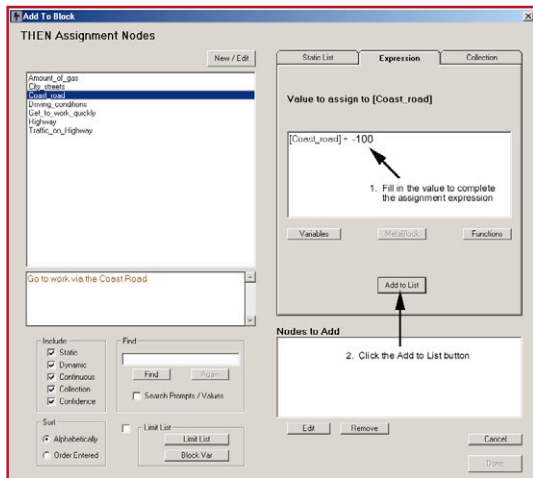 Add To Block
THEN Assignment Nodes
New / Edit
Amount_of_gas
City_streets
Coast_road
Driving_conditions
Get_to_work_quickly
Highway
Traffic_on_Highway
Go to work via the Coast Road
Include
Static
Dynamic
Continuous
Collection
Confidence
Find
Find
Again
Search Prompts / Values
Sort
Alphabetically
Order Entered
Limit List
Limit List
Block Var
Static List
Expression
Collection
Value to assign to [Coast_road]
[Coast_road] = -100
1. Fill in the value to complete
the assignment expression
Variables
MetaBlock
Functions
Add to List
Nodes to Add
2. Click the Add to List button
Edit
Remove
Cancel
Done